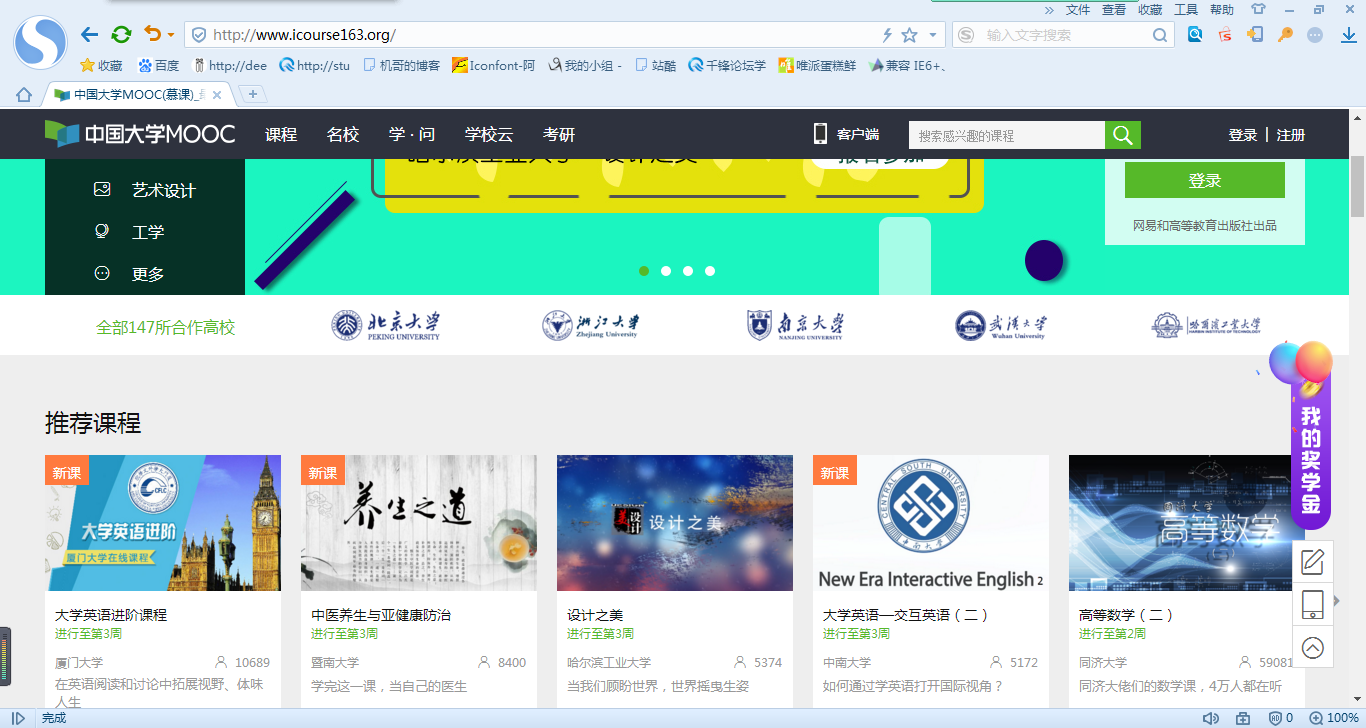 文件 查看 收藏 工具 帮助
http://www.icourse163.org/
输入文字搜索
收藏 百度 http://dee http://stu 机哥的博客 Iconfont-阿 我的小组 - 站酷 千锋论坛学 唯派蛋糕鲜 兼容 IE6+、
中国大学MOOC(慕课)_
中国大学MOOC 课程 名校 学 · 问 学校云 考研 客户端 搜索感兴趣的课程 登录 | 注册
艺术设计
工学
更多
登录
网易和高等教育出版社出品
全部147所合作高校
北京大学
PEKING UNIVERSITY
浙江大学
Zhejiang University
南京大学
NANJING UNIVERSITY
武汉大学
Wuhan University
哈尔滨工业大学
HARBIN INSTITUTE OF TECHNOLOGY
我的奖学金
推荐课程
新课
大学英语进阶
厦门大学在线课程
大学英语进阶课程
进行至第3周
厦门大学 10689
在英语阅读和讨论中拓展视野、体味
人生
新课
养生之道
中医养生与亚健康防治
进行至第3周
暨南大学 8400
学完这一课，当自己的医生
美设计
设计之美
设计之美
进行至第3周
哈尔滨工业大学 5374
当我们顾盼世界，世界摇曳生姿
新课
CENTRAL SOUTH UNIVERSITY
中南大学
New Era Interactive English 2
大学英语—交互英语（二）
进行至第3周
中南大学 5172
如何通过学英语打开国际视角？
同济大学
高等数学
高等数学（二）
进行至第2周
同济大学 59081
同济大佬们的数学课，4万人都在听
完成 0 100%